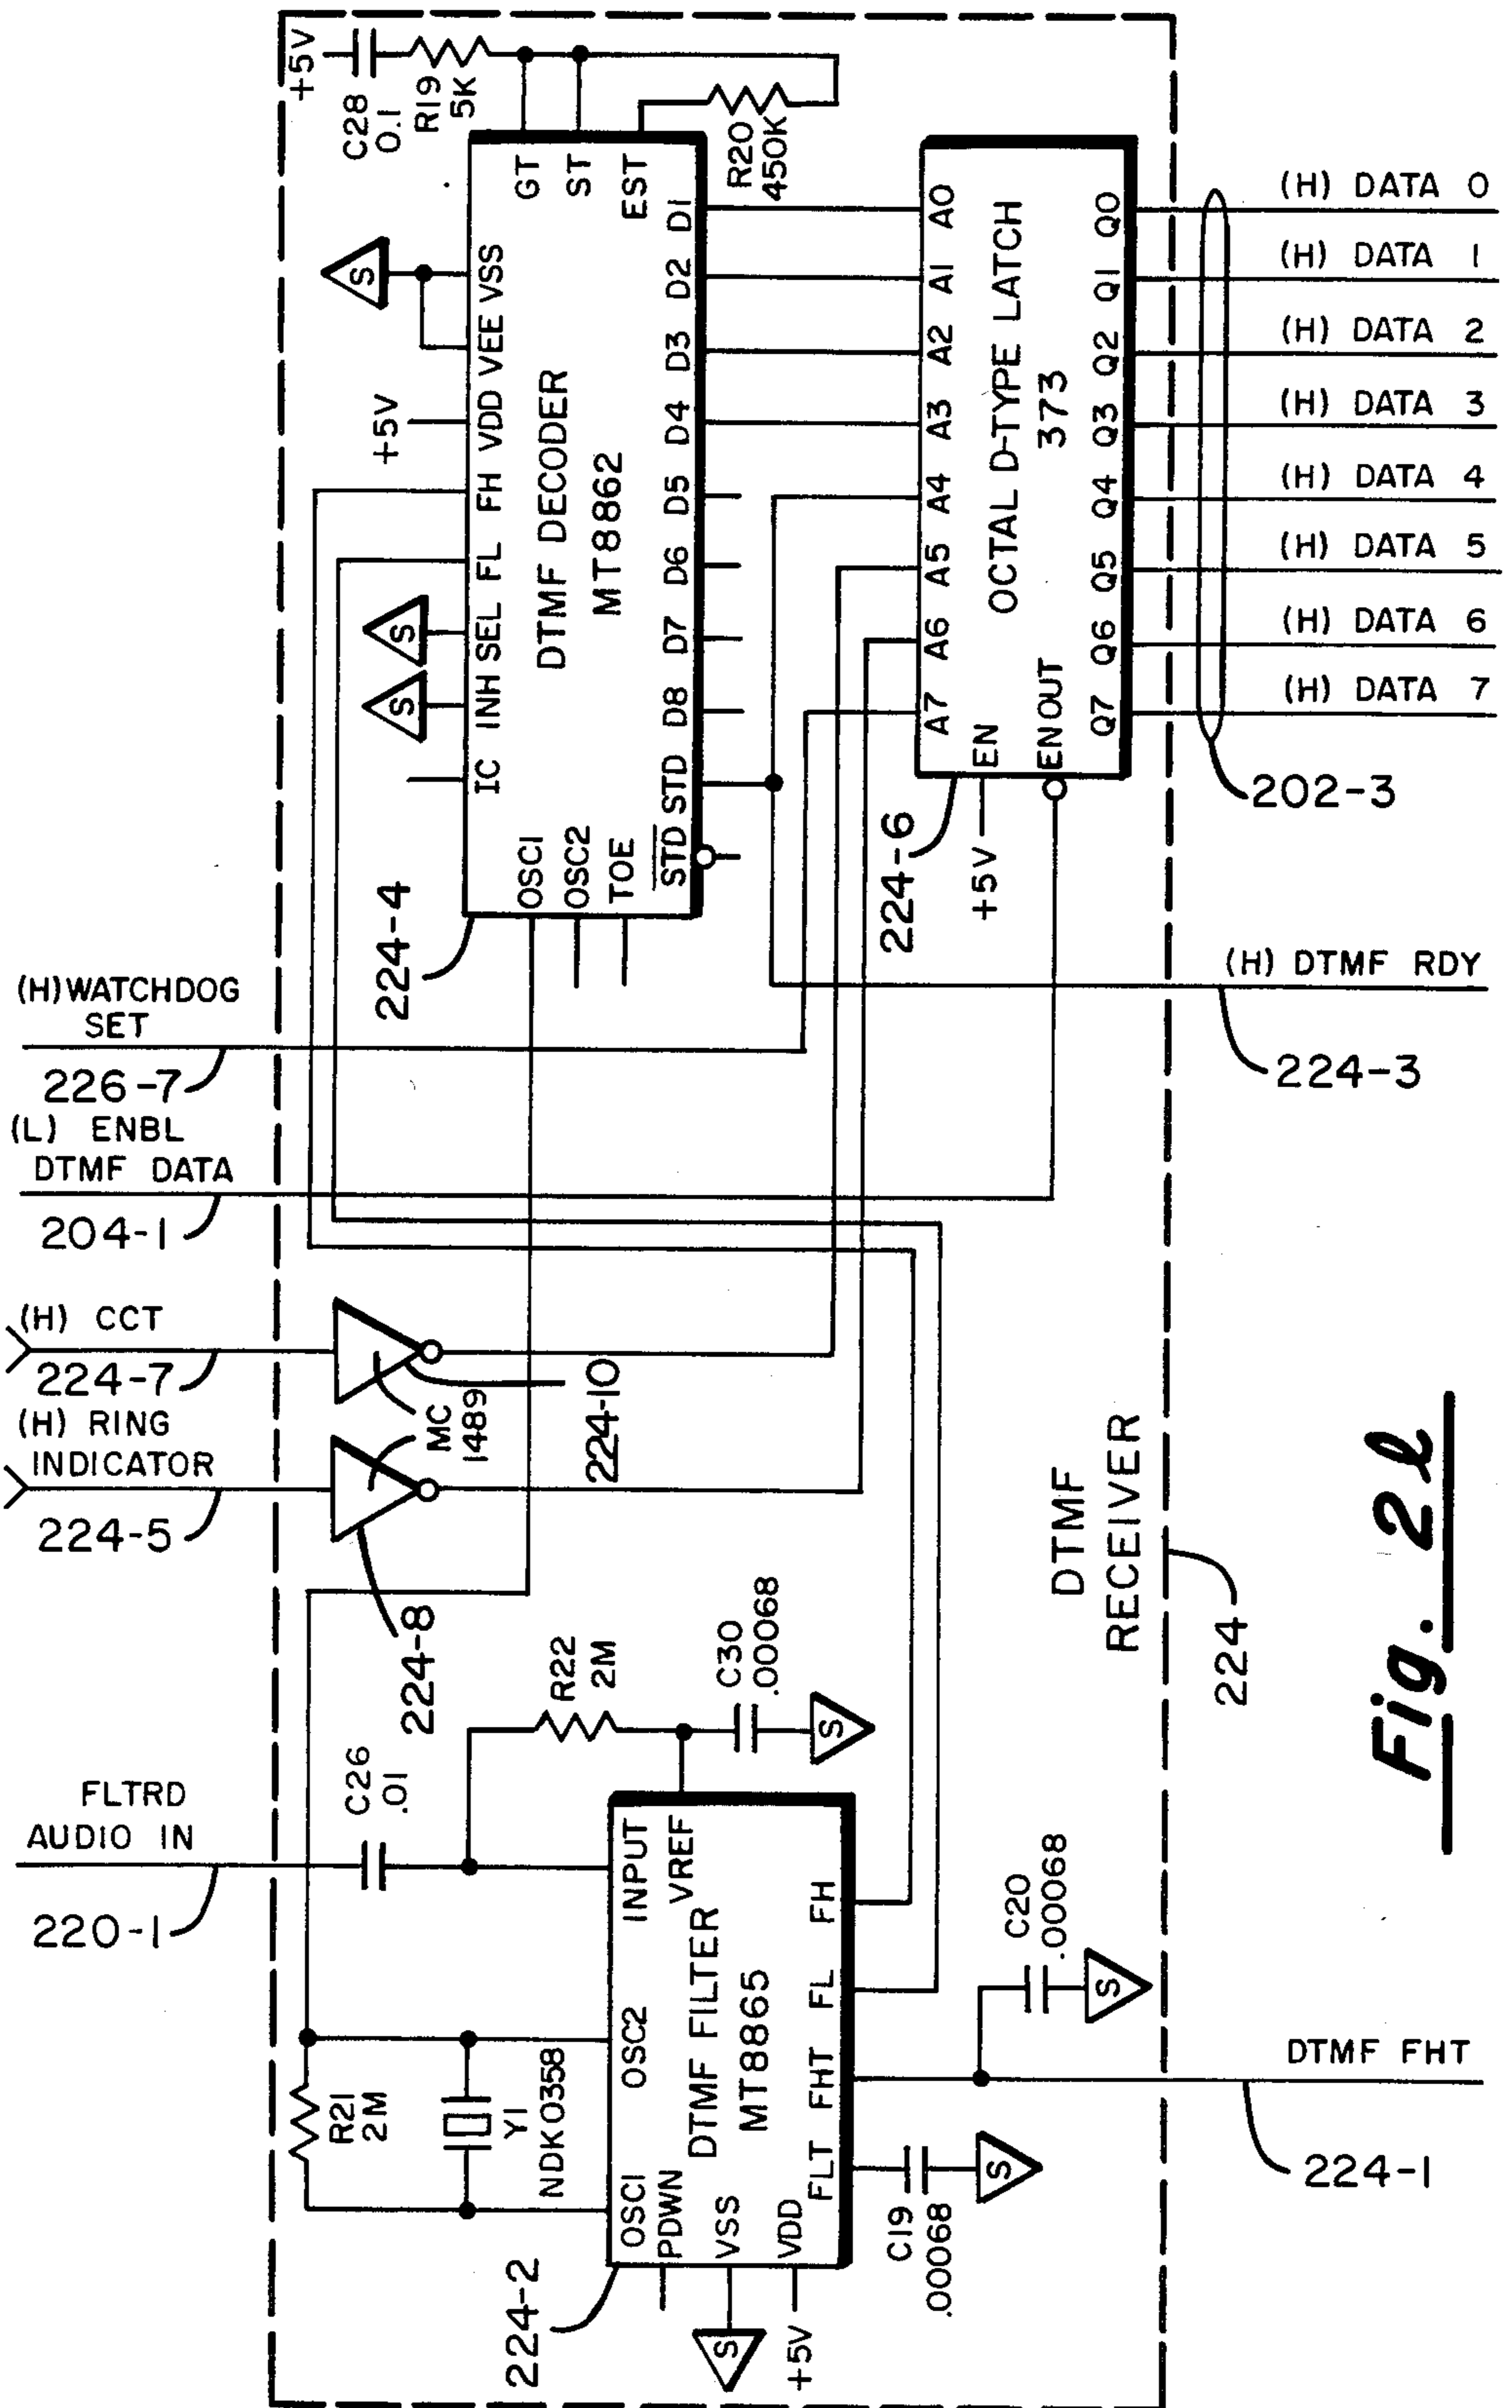 +5V
C28
0.1
R19
5K
GT
ST
EST
R20
450K
VSS
VEE
VDD
+5V
FH
FL
SEL
INH
IC
S
S
S
DTMF DECODER
MT8862
D1
D2
D3
D4
D5
D6
D7
D8
STD
STD
OSC1
OSC2
TOE
224-4
A0
A1
A2
A3
A4
A5
A6
A7
OCTAL D-TYPE LATCH
373
EN
EN OUT
+5V
224-6
Q0
Q1
Q2
Q3
Q4
Q5
Q6
Q7
(H) DATA 0
(H) DATA 1
(H) DATA 2
(H) DATA 3
(H) DATA 4
(H) DATA 5
(H) DATA 6
(H) DATA 7
202-3
(H) DTMF RDY
224-3
(H) WATCHDOG
SET
226-7
(L) ENBL
DTMF DATA
204-1
(H) CCT
224-7
(H) RING
INDICATOR
224-5
MC
1489
224-10
224-8
DTMF
RECEIVER
224
FLTRD
AUDIO IN
220-1
C26
.01
R22
2M
C30
.00068
S
INPUT
VREF
OSC2
OSC1
PDWN
VSS
VDD
S
+5V
DTMF FILTER
MT8865
FH
FL
FHT
FLT
R21
2M
Y1
NDK0358
224-2
C20
.00068
S
C19
.00068
S
DTMF FHT
224-1
Fig. 2l